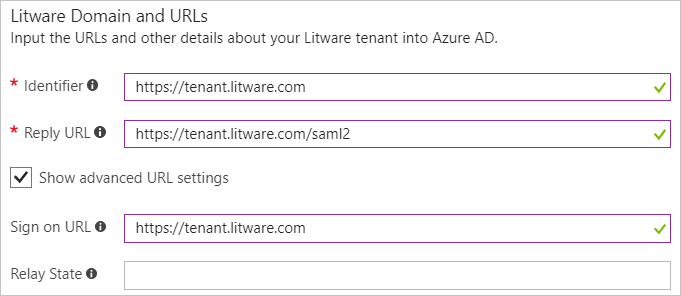 Litware Domain and URLs
Input the URLs and other details about your Litware tenant into Azure AD.
* Identifier https://tenant.litware.com
* Reply URL https://tenant.litware.com/saml2
Show advanced URL settings
Sign on URL https://tenant.litware.com
Relay State